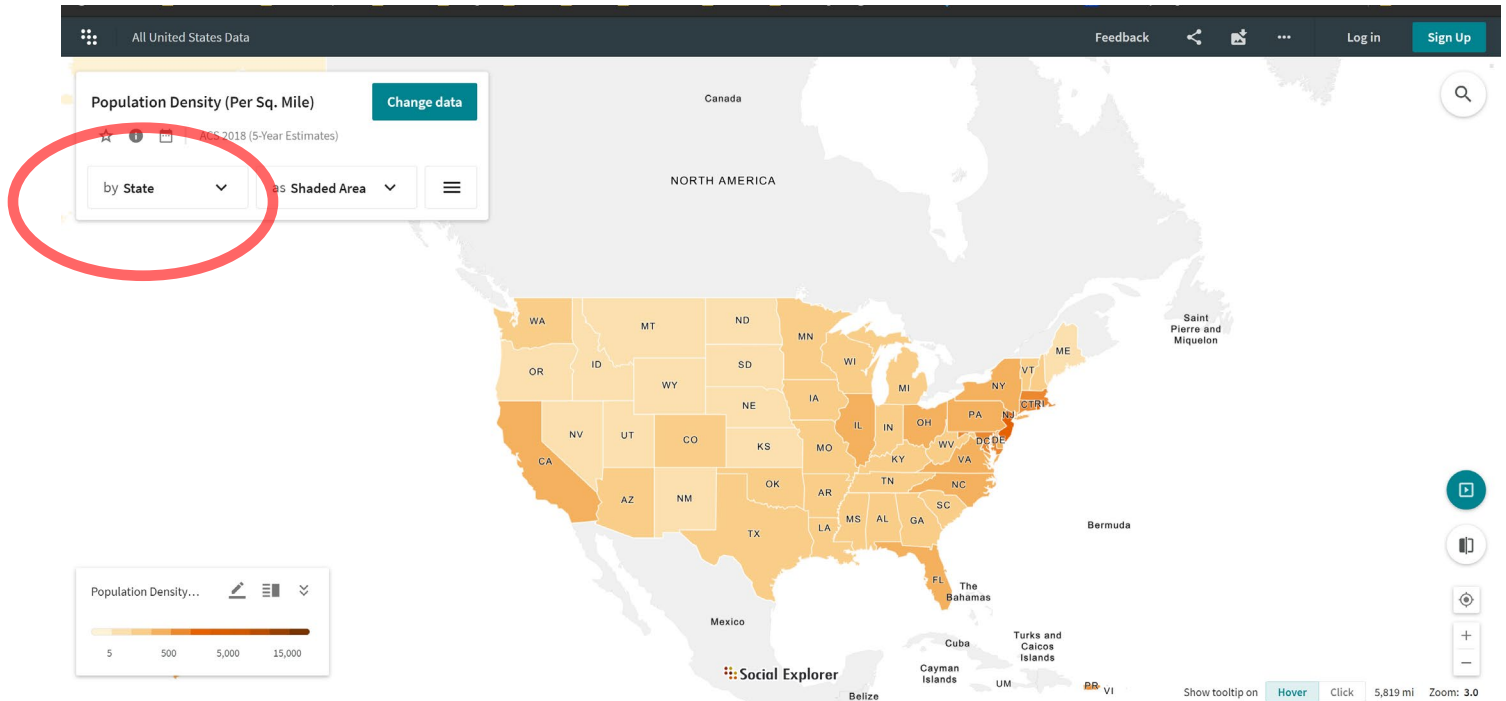 All United States Data
Feedback
Log in
Sign Up
Population Density (Per Sq. Mile)
Change data
ACS 2018 (5-Year Estimates)
by State
as Shaded Area
Canada
NORTH AMERICA
Saint
Pierre and
Miquelon
WA
MT
ND
MN
ME
OR
ID
WY
SD
WI
MI
VT
NY
NE
IA
CT
RI
PA
NJ
NV
UT
CO
KS
MO
IL
IN
OH
WV
DC
DE
CA
KY
VA
AZ
NM
OK
AR
TN
NC
SC
TX
LA
MS
AL
GA
Bermuda
FL
The
Bahamas
Mexico
Cuba
Turks and
Caicos
Islands
Cayman
Islands
UM
PR
VI
Belize
Social Explorer
Population Density...
5
500
5,000
15,000
Show tooltip on
Hover
Click
5,819 mi
Zoom: 3.0